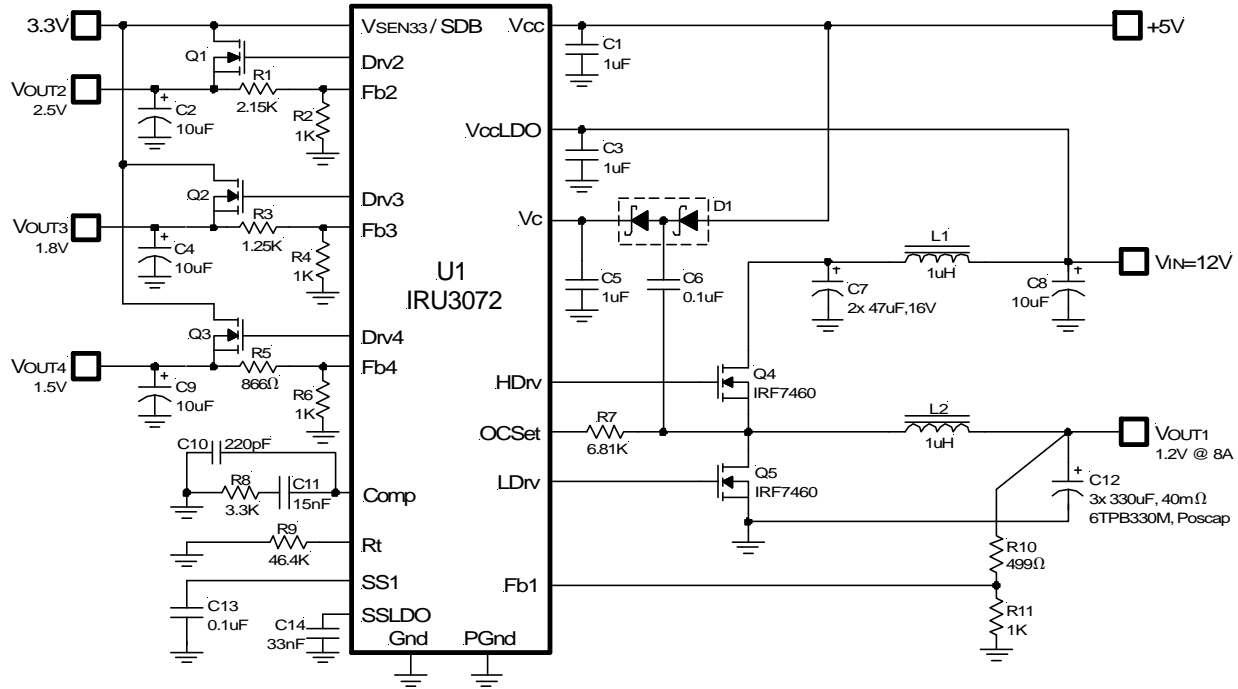 3.3V
VSEN33 / SDB
Vcc
+5V
Q1
Drv2
C1
1uF
R1
VOUT2
2.5V
2.15K
Fb2
C2
10uF
R2
1K
VccLDO
C3
1uF
Q2
Drv3
D1
Vc
R3
VOUT3
1.8V
1.25K
Fb3
C4
10uF
R4
1K
U1
IRU3072
C5
1uF
C6
0.1uF
L1
1uH
VIN=12V
C7
2x 47uF,16V
C8
10uF
Q3
Drv4
R5
VOUT4
1.5V
866Ω
Fb4
C9
10uF
R6
1K
HDrv
Q4
IRF7460
L2
1uH
R7
6.81K
OCSet
VOUT1
1.2V @ 8A
C10
220pF
LDrv
Q5
IRF7460
C12
3x 330uF, 40mΩ
6TPB330M, Poscap
R8
3.3K
C11
15nF
Comp
R9
46.4K
Rt
R10
499Ω
SS1
Fb1
C13
0.1uF
SSLDO
C14
33nF
R11
1K
Gnd
PGnd